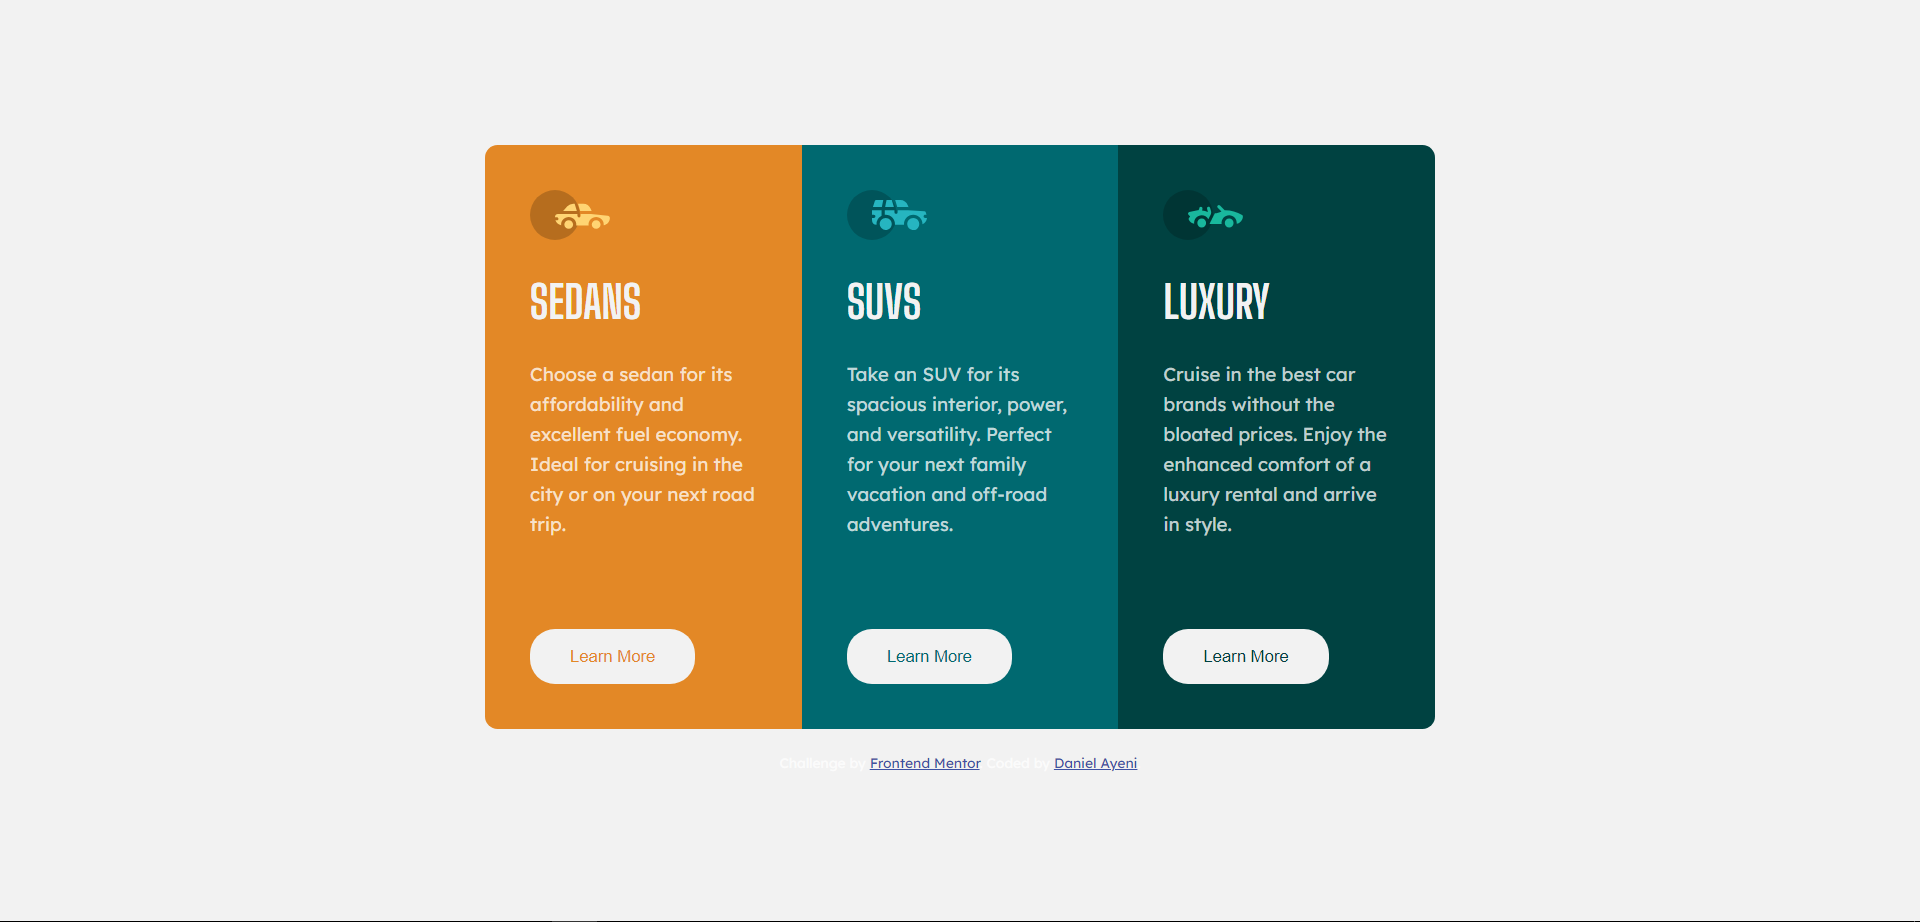 SEDANS
Choose a sedan for its
affordability and
excellent fuel economy.
Ideal for cruising in the
city or on your next road
trip.
Learn More
SUVS
Take an SUV for its
spacious interior, power,
and versatility. Perfect
for your next family
vacation and off-road
adventures.
Learn More
LUXURY
Cruise in the best car
brands without the
bloated prices. Enjoy the
enhanced comfort of a
luxury rental and arrive
in style.
Learn More
Challenge by Frontend Mentor. Coded by Daniel Ayeni.